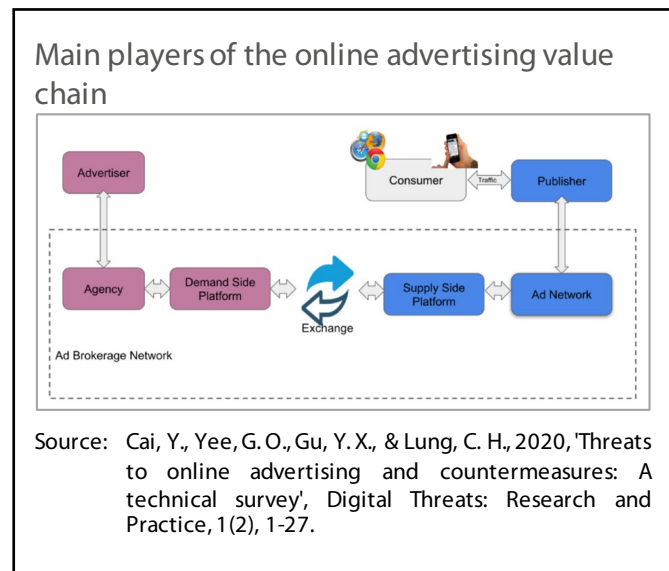 Main players of the online advertising value
chain
Advertiser
Consumer
Traffic
Publisher
Agency
Demand Side
Platform
Exchange
Supply Side
Platform
Ad Network
Ad Brokerage Network
Source: Cai, Y., Yee, G. O., Gu, Y. X., & Lung, C. H., 2020, 'Threats
to online advertising and countermeasures: A
technical survey', Digital Threats: Research and
Practice, 1(2), 1-27.